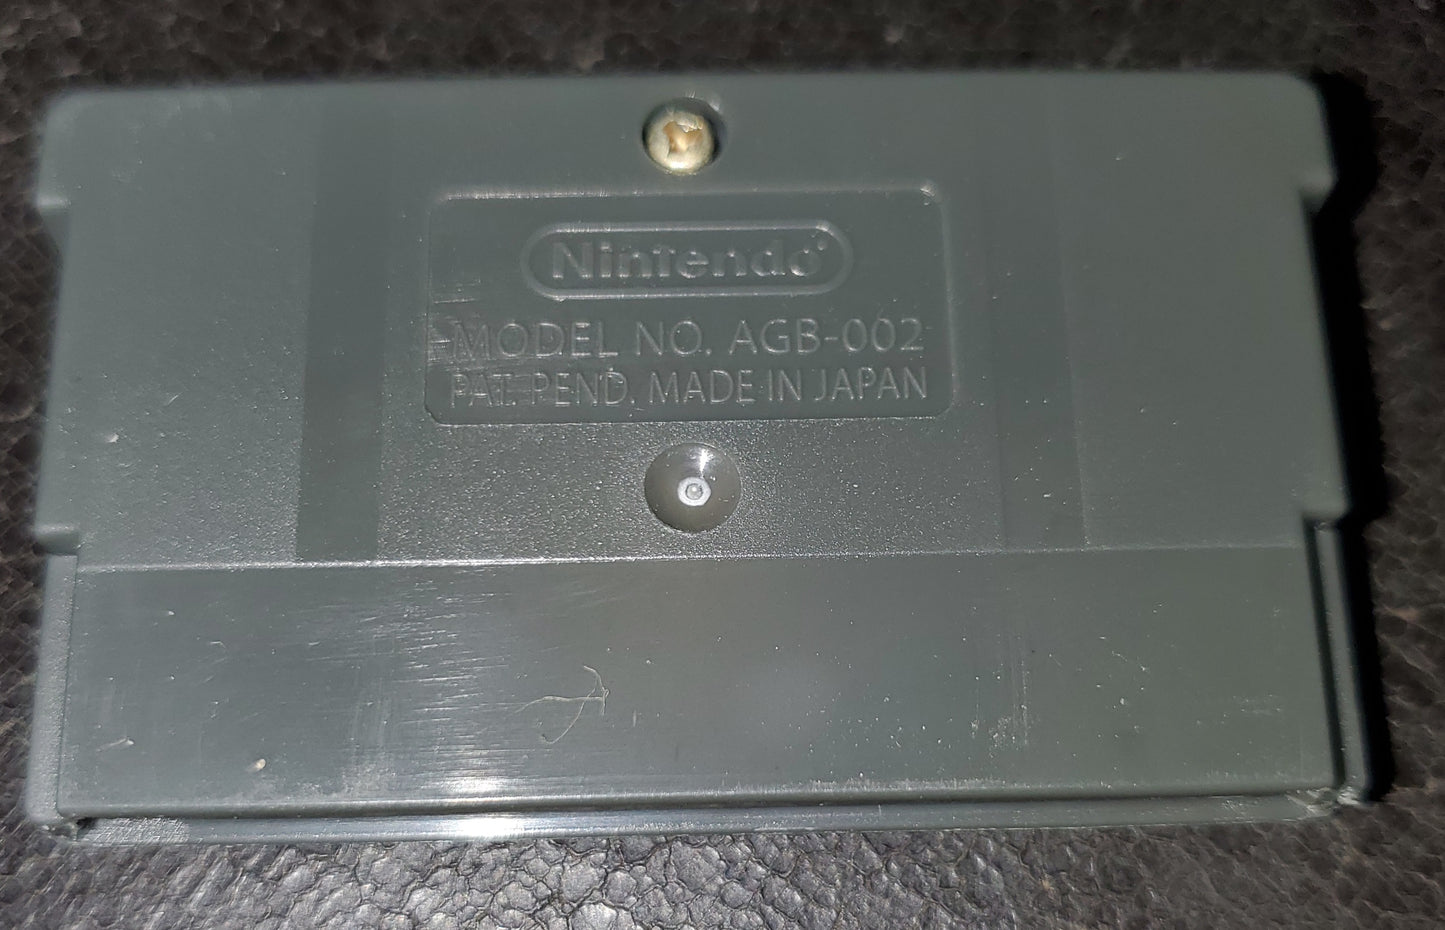 Nintendo
MODEL NO. AGB-002
PAT. PEND. MADE IN JAPAN